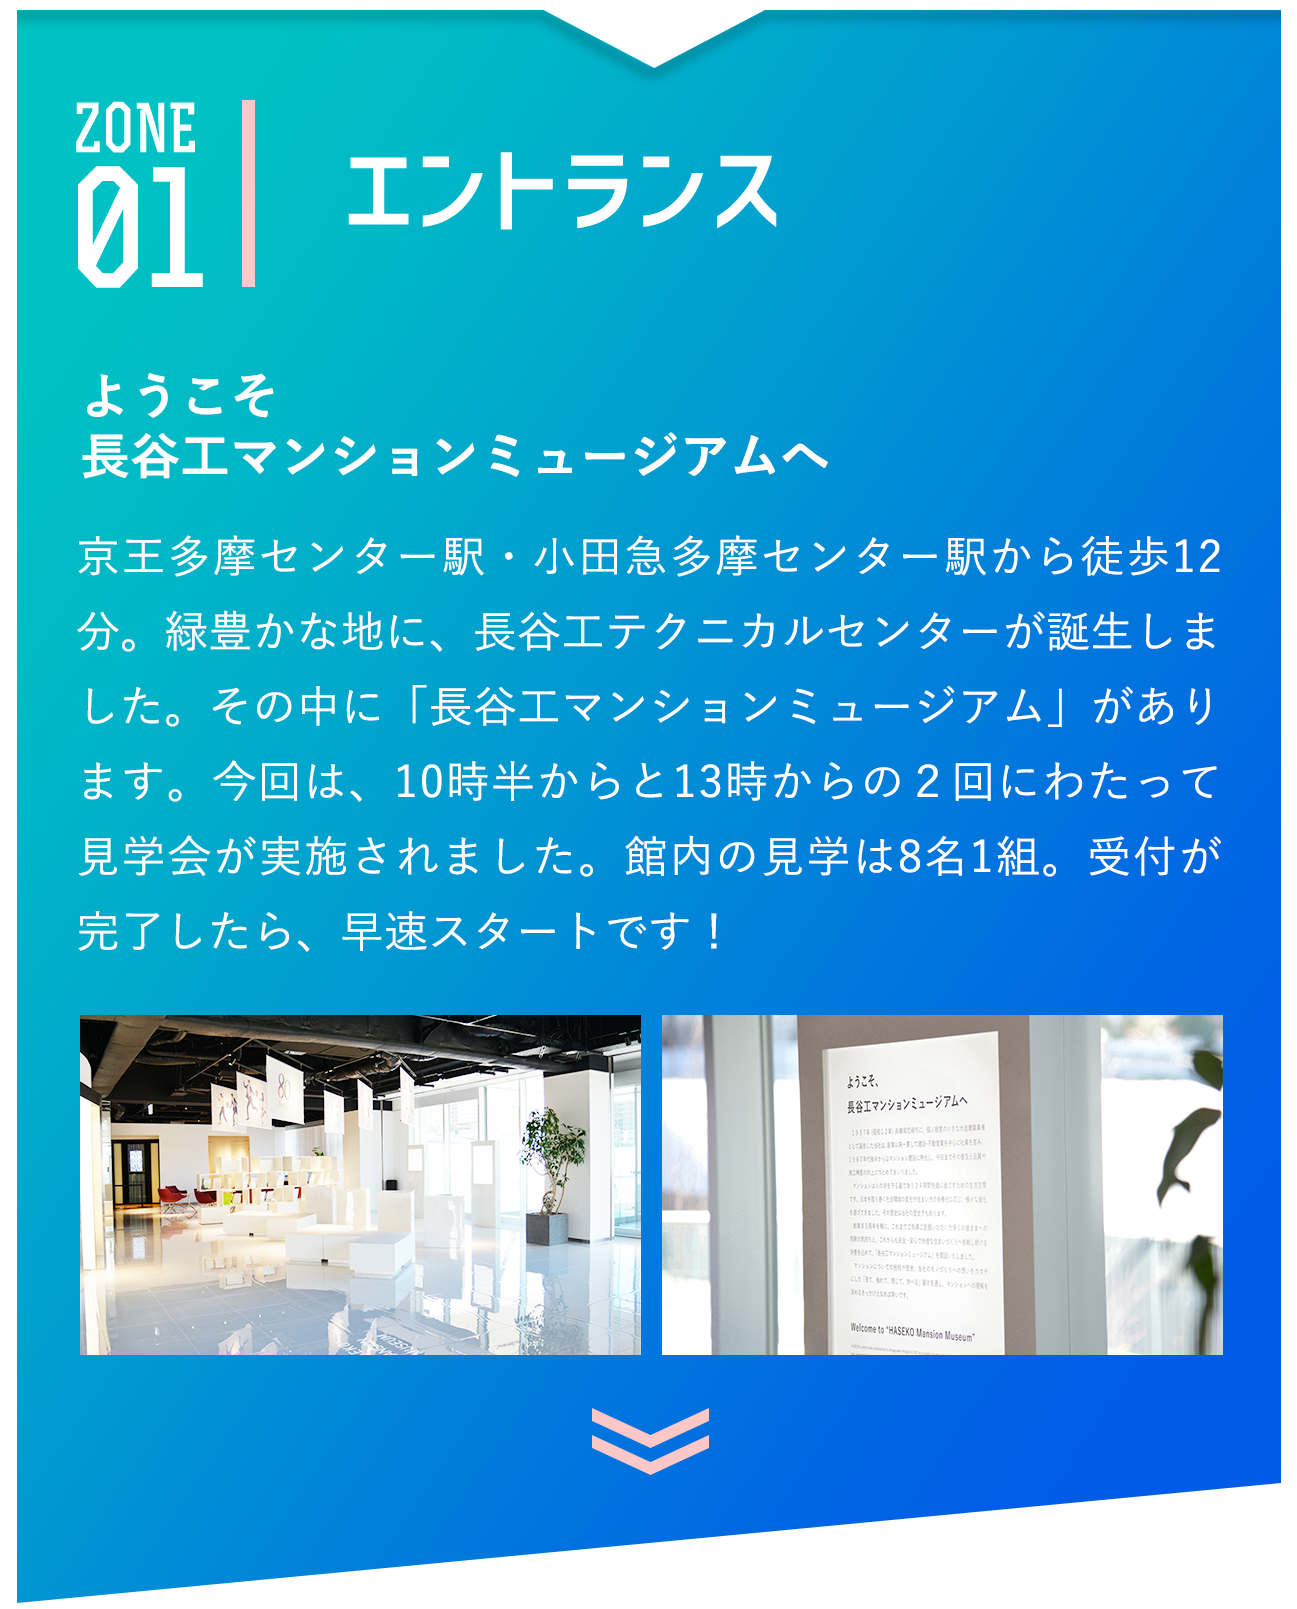 ZONE
01
エントランス
ようこそ
長谷工マンションミュージアムへ
京王多摩センター駅・小田急多摩センター駅から徒歩12
分。緑豊かな地に、長谷工テクニカルセンターが誕生しま
した。その中に「長谷工マンションミュージアム」があり
ます。今回は、10時半からと13時からの２回にわたって
見学会が実施されました。館内の見学は8名1組。受付が
完了したら、早速スタートです！
80
ようこそ、
長谷工マンションミュージアムへ
Welcome to "HASEKO Mansion Museum"